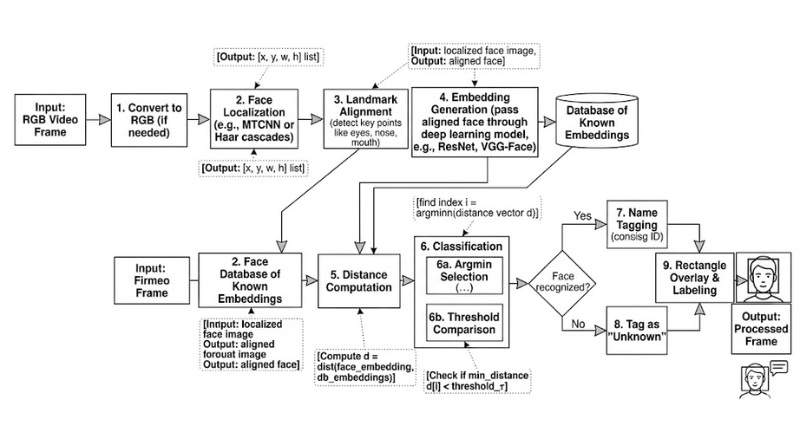 [Output: [x, y, w, h] list]
[Input: localized face image,
Output: aligned face]
Input:
RGB Video
Frame
1. Convert to
RGB (if
needed)
2. Face
Localization
(e.g., MTCNN or
Haar cascades)
3. Landmark
Alignment
(detect key points
like eyes, nose,
mouth)
4. Embedding
Generation (pass
aligned face through
deep learning model,
e.g., ResNet, VGG-Face)
Database of
Known
Embeddings
[Output: [x, y, w, h] list]
[find index i =
argminn(distance vector d)]
Input:
Firmeo
Frame
2. Face
Database of
Known
Embeddings
5. Distance
Computation
6. Classification
6a. Argmin
Selection
(...)
6b. Threshold
Comparison
Face
recognized?
Yes
No
7. Name
Tagging
(consisg ID)
8. Tag as
"Unknown"
9. Rectangle
Overlay &
Labeling
Output:
Processed
Frame
[Intput: localized
face image
Output: aligned
forouat image
Output: aligned face]
[Compute d =
dist(face_embedding,
db_embeddings)]
[Check if min_distance
d[i] < threshold_τ]